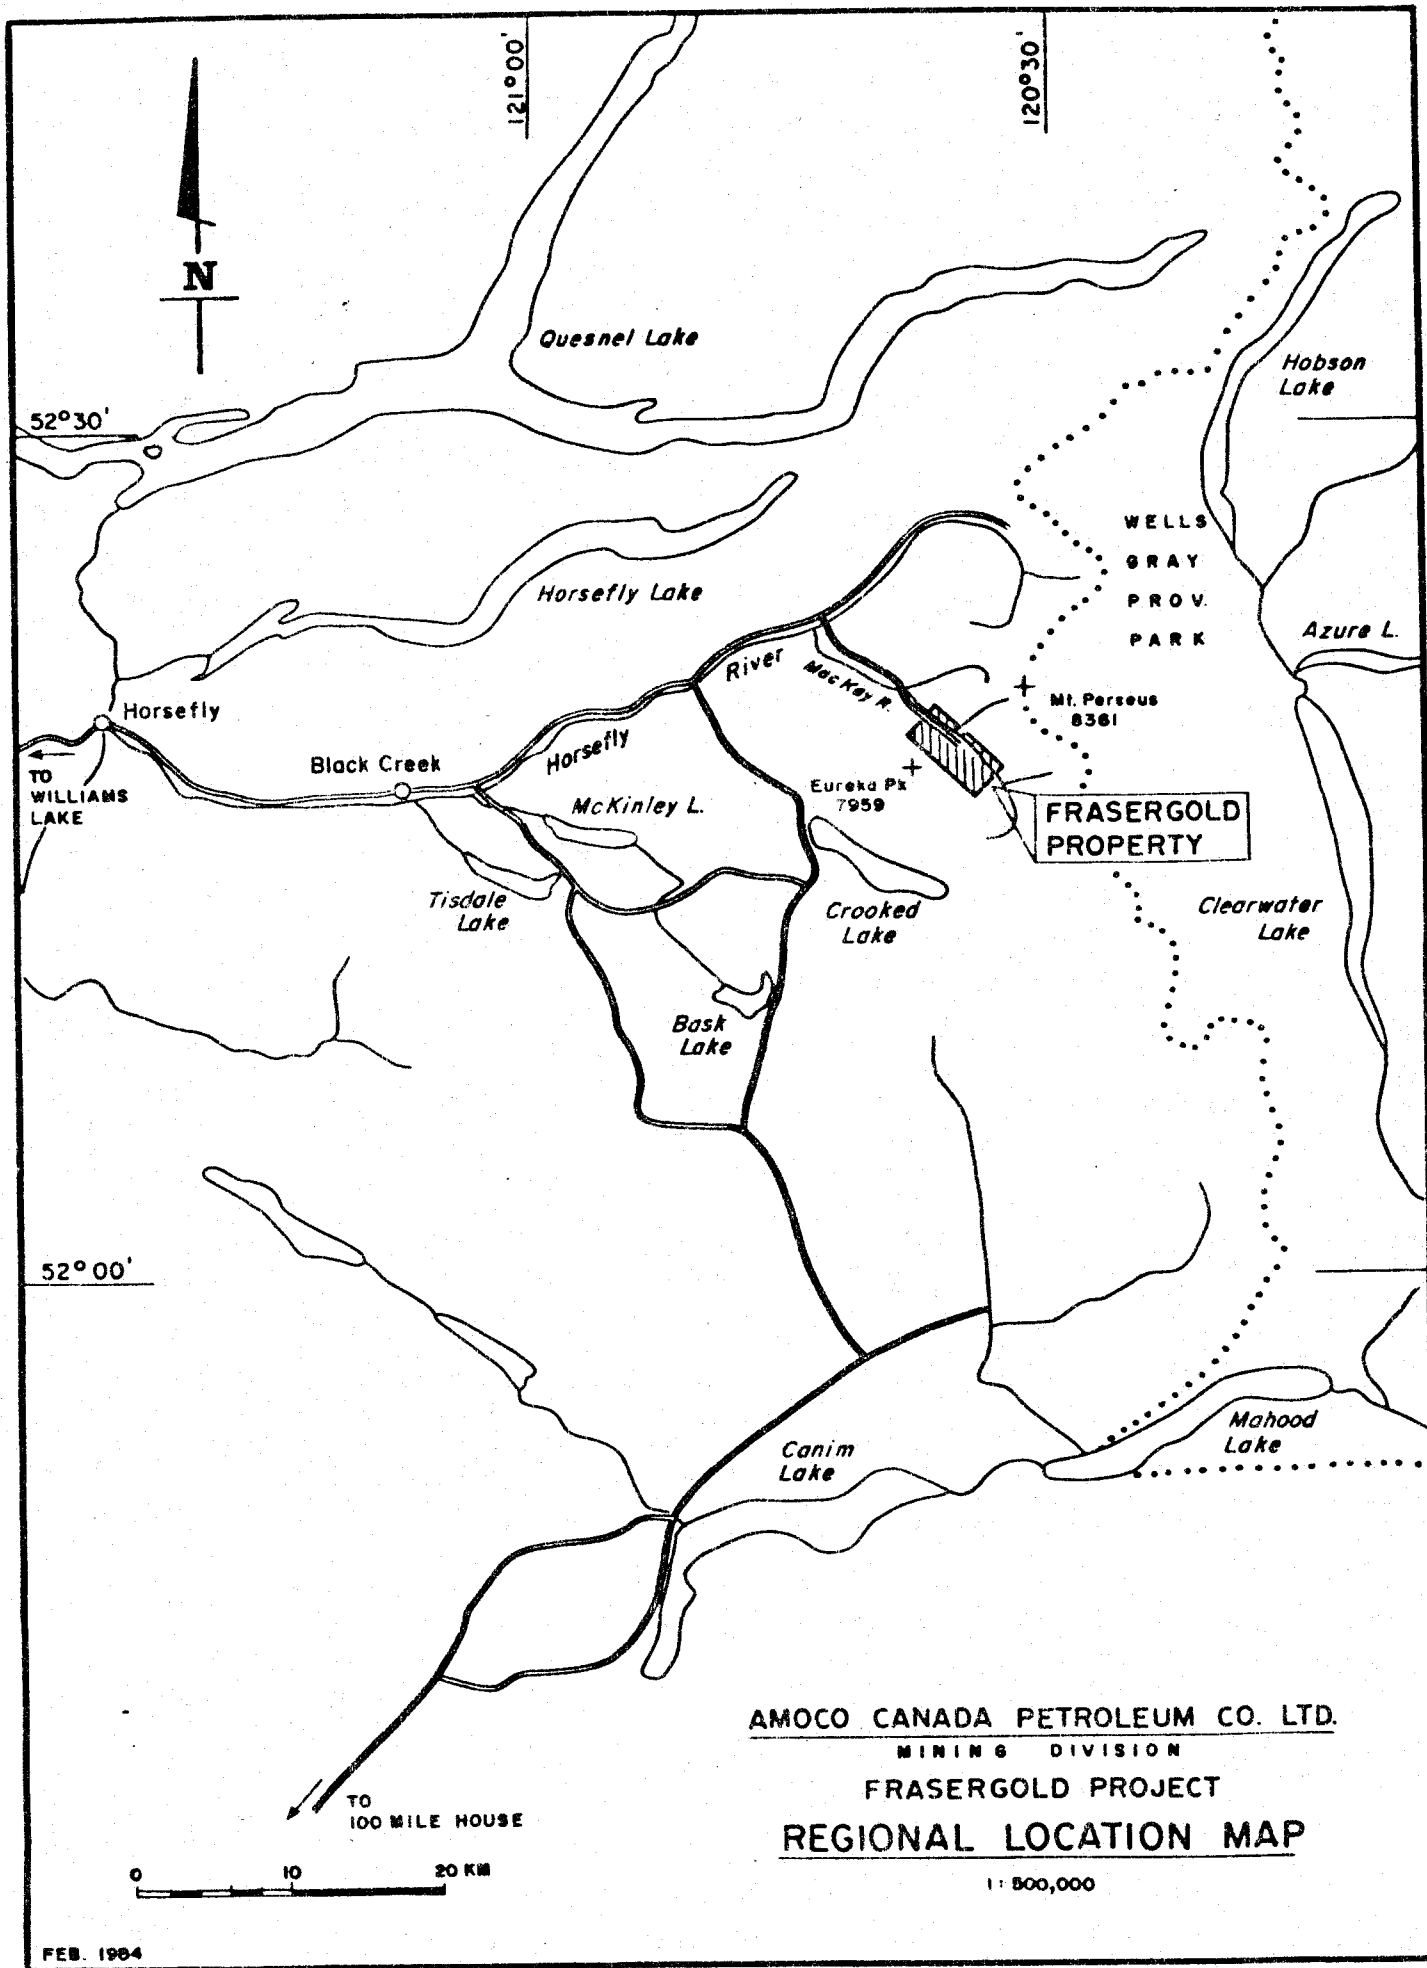 121°00'
120°30'
N
Quesnel Lake
Hobson
Lake
52°30'
WELLS
GRAY
PROV.
PARK
Horsefly Lake
Azure L.
River
MacKay R.
Mt. Perseus
8361
Horsefly
Horsefly
Black Creek
TO
WILLIAMS
LAKE
McKinley L.
Eureka Pk
7959
FRASERGOLD
PROPERTY
Tisdale
Lake
Crooked
Lake
Clearwater
Lake
Bask
Lake
52°00'
Mahood
Lake
Canim
Lake
AMOCO CANADA PETROLEUM CO. LTD.
MINING DIVISION
FRASERGOLD PROJECT
REGIONAL LOCATION MAP
1:500,000
TO
100 MILE HOUSE
0 10 20 KM
FEB. 1984